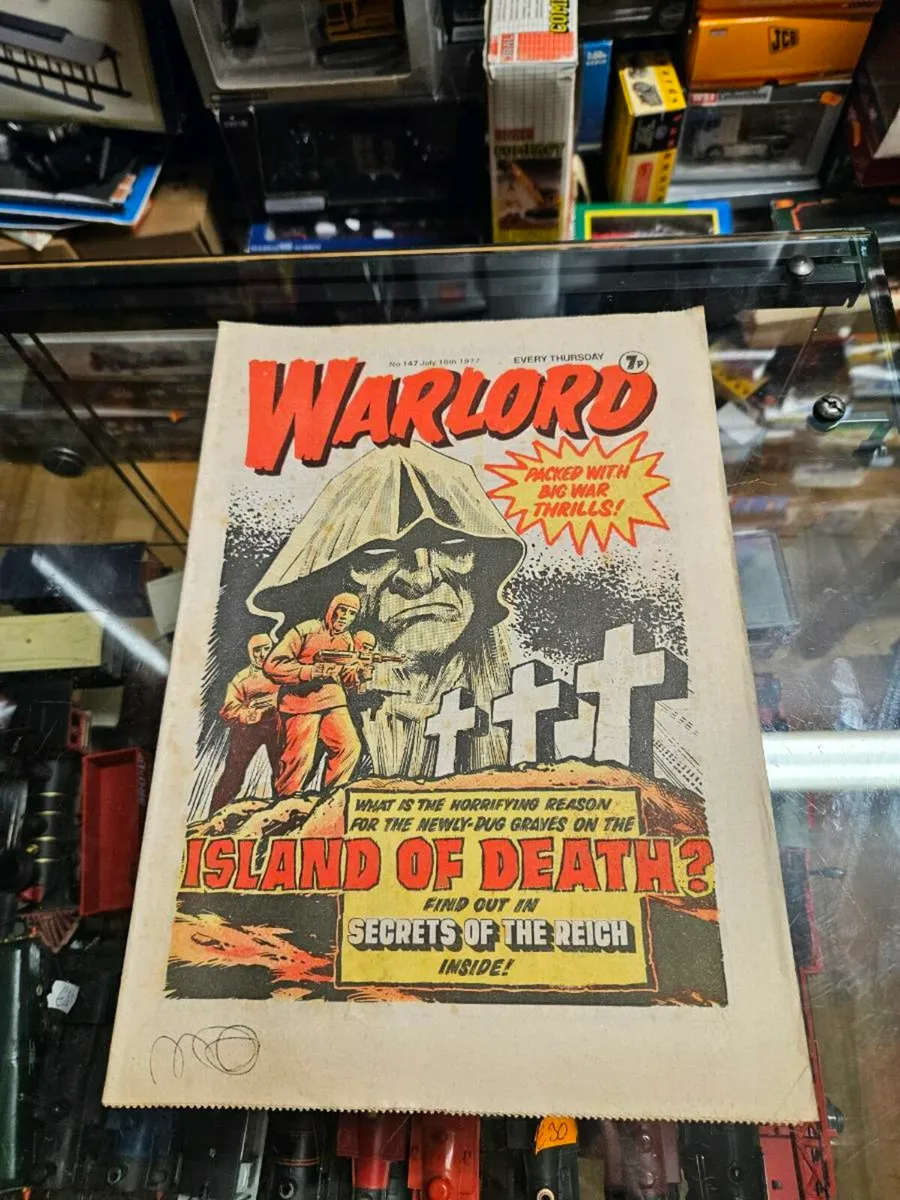 JCB
No 147 July 16th 1977
EVERY THURSDAY
7p
WARLORD
PACKED WITH
BIG WAR
THRILLS!
WHAT IS THE HORRIFYING REASON
FOR THE NEWLY-DUG GRAVES ON THE
ISLAND OF DEATH?
FIND OUT IN
SECRETS OF THE REICH
INSIDE!
£30